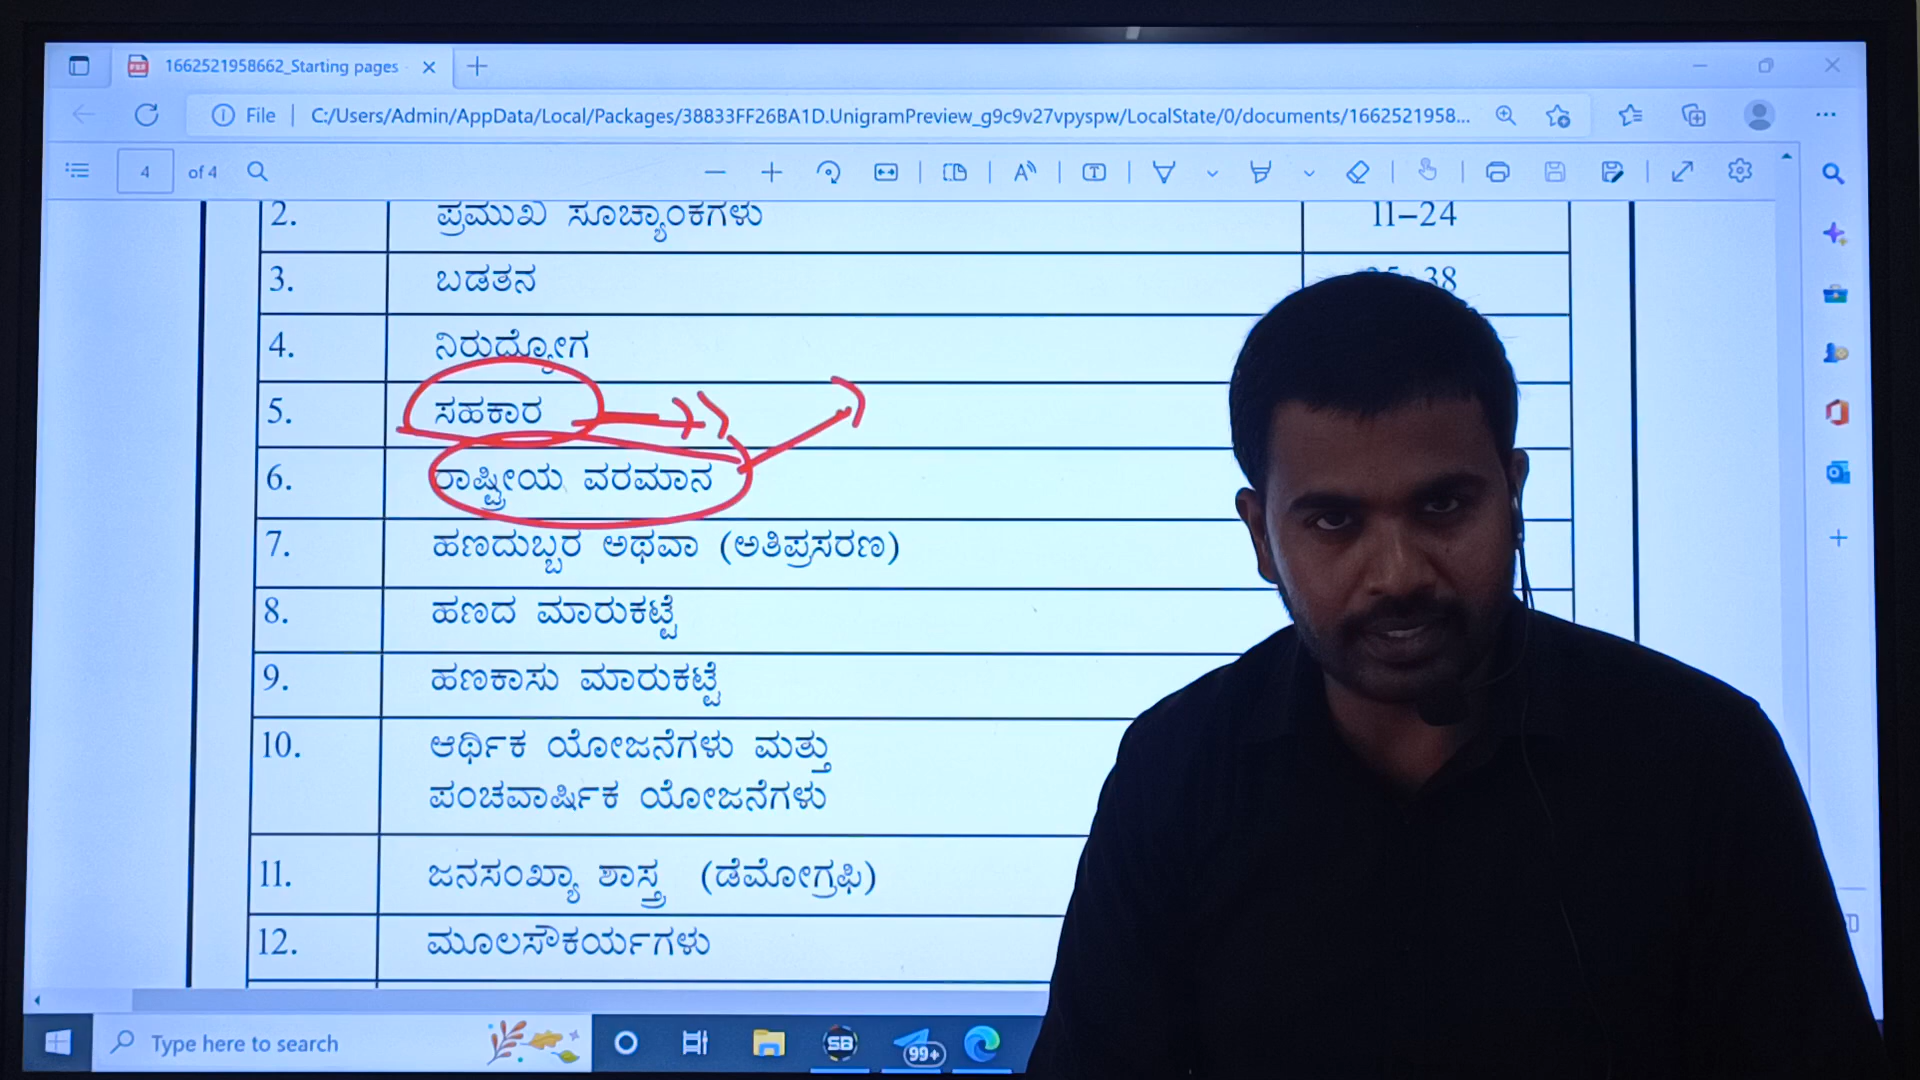 1662521958662_Starting pages
File
C:/Users/Admin/AppData/Local/Packages/38833FF26BA1D.UnigramPreview_g9c9v27vpyspw/LocalState/0/documents/1662521958...
4 of 4
2. ಪ್ರಮುಖ ಸೂಚ್ಯಾಂಕಗಳು 11–24
3. ಬಡತನ 38
4. ನಿರುದ್ಯೋಗ
5. ಸಹಕಾರ
6. ರಾಷ್ಟ್ರೀಯ ವರಮಾನ
7. ಹಣದುಬ್ಬರ ಅಥವಾ (ಅತಿಪ್ರಸರಣ)
8. ಹಣದ ಮಾರುಕಟ್ಟೆ
9. ಹಣಕಾಸು ಮಾರುಕಟ್ಟೆ
10. ಆರ್ಥಿಕ ಯೋಜನೆಗಳು ಮತ್ತು
ಪಂಚವಾರ್ಷಿಕ ಯೋಜನೆಗಳು
11. ಜನಸಂಖ್ಯಾ ಶಾಸ್ತ್ರ (ಡೆಮೋಗ್ರಫಿ)
12. ಮೂಲಸೌಕರ್ಯಗಳು
Type here to search
SB
99+